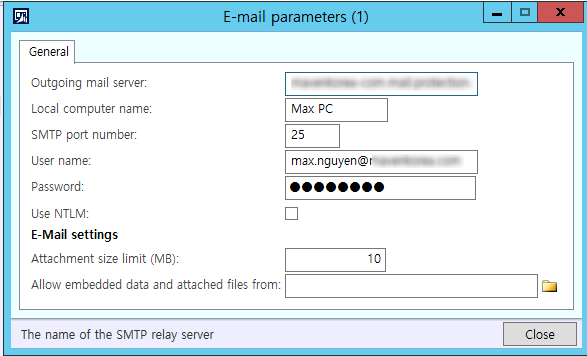 E-mail parameters (1)
General
Outgoing mail server:
Local computer name: Max PC
SMTP port number: 25
User name: max.nguyen@
Password: ●●●●●●●●
Use NTLM:
E-Mail settings
Attachment size limit (MB): 10
Allow embedded data and attached files from:
The name of the SMTP relay server
Close